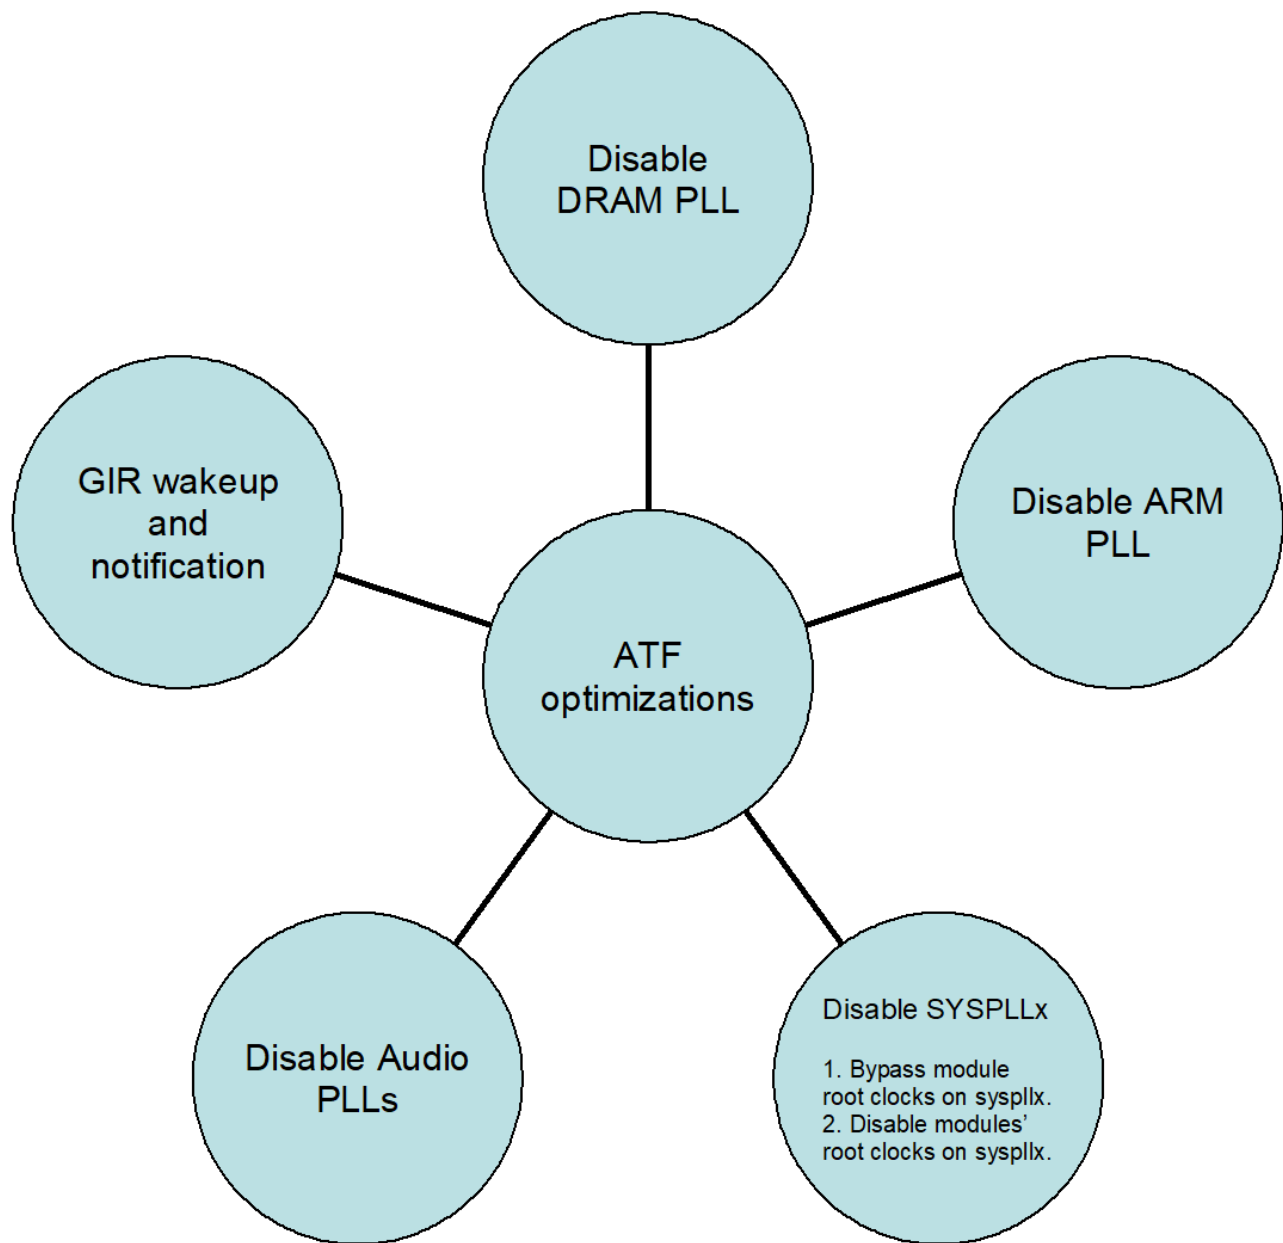 Disable
DRAM PLL
GIR wakeup
and
notification
Disable ARM
PLL
ATF
optimizations
Disable Audio
PLLs
Disable SYSPLLx
1. Bypass module
root clocks on syspllx.
2. Disable modules’
root clocks on syspllx.